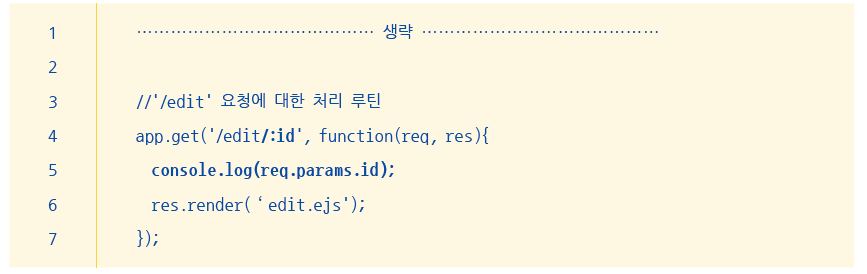 1 …………………………………… 생략 ……………………………………
2
3 //'/edit' 요청에 대한 처리 루틴
4 app.get('/edit/:id', function(req, res){
5 console.log(req.params.id);
6 res.render( ‘ edit.ejs');
7 });